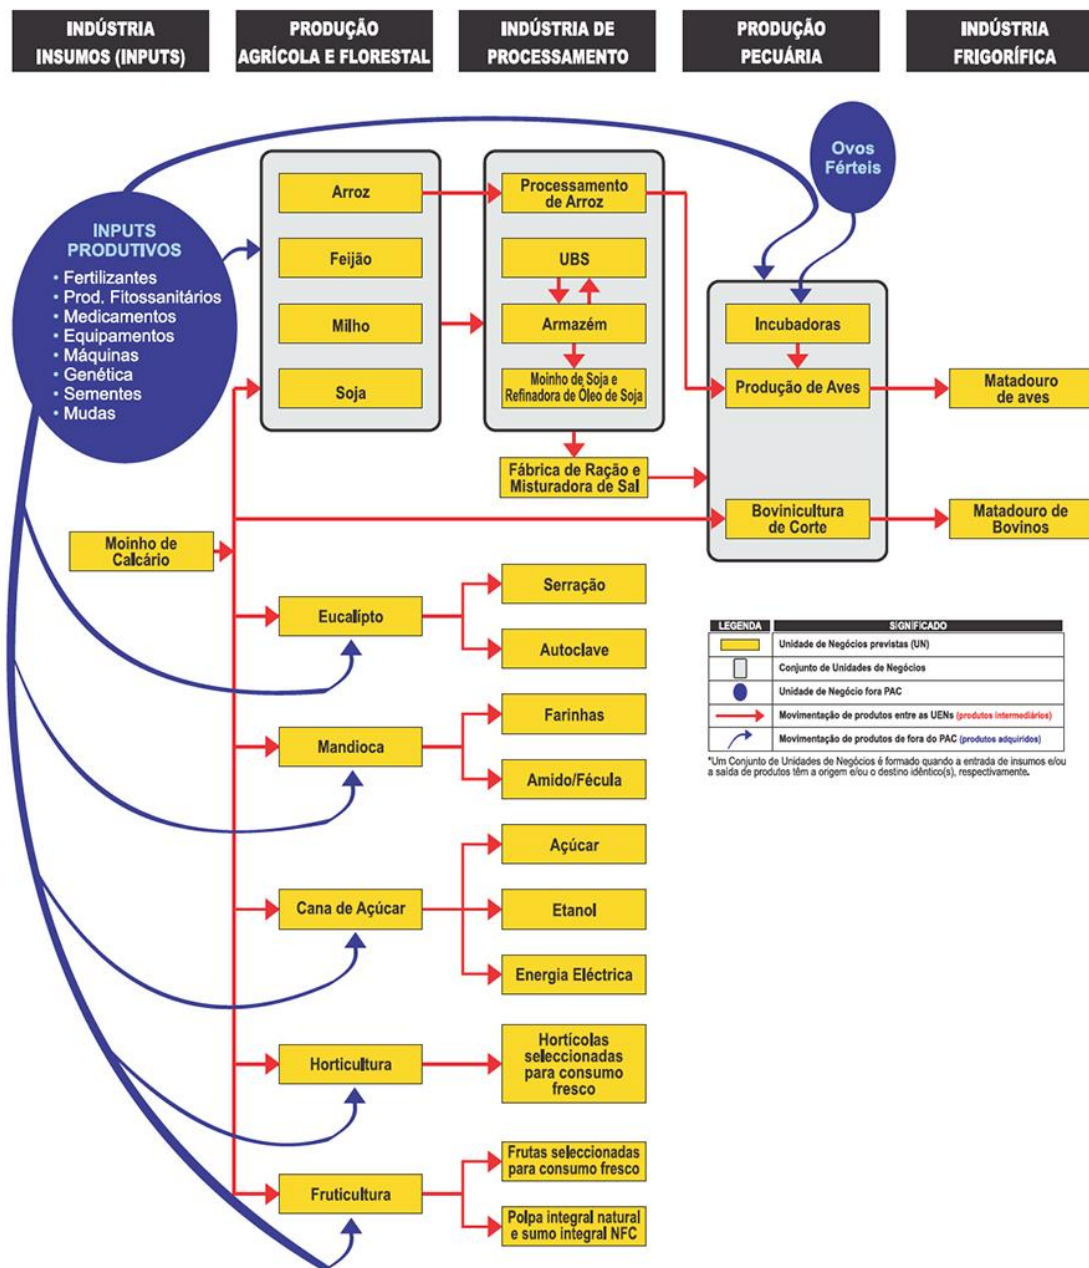 INDÚSTRIA
INSUMOS (INPUTS)
PRODUÇÃO
AGRÍCOLA E FLORESTAL
INDÚSTRIA DE
PROCESSAMENTO
PRODUÇÃO
PECUÁRIA
INDÚSTRIA
FRIGORÍFICA
INPUTS
PRODUTIVOS
• Fertilizantes
• Prod. Fitossanitários
• Medicamentos
• Equipamentos
• Máquinas
• Genética
• Sementes
• Mudas
Moinho de
Calcário
Arroz
Feijão
Milho
Soja
Processamento
de Arroz
UBS
Armazém
Moinho de Soja e
Refinadora de Óleo de Soja
Fábrica de Ração e
Misturadora de Sal
Ovos
Férteis
Incubadoras
Produção de Aves
Bovinicultura
de Corte
Matadouro
de aves
Matadouro de
Bovinos
Eucalípto
Serração
Autoclave
Mandioca
Farinhas
Amido/Fécula
Cana de Açúcar
Açúcar
Etanol
Energia Eléctrica
Horticultura
Hortícolas
seleccionadas
para consumo
fresco
Fruticultura
Frutas seleccionadas
para consumo fresco
Polpa integral natural
e sumo integral NFC
LEGENDA SIGNIFICADO
Unidade de Negócios previstas (UN)
Conjunto de Unidades de Negócios
Unidade de Negócio fora PAC
Movimentação de produtos entre as UENs (produtos intermediários)
Movimentação de produtos de fora do PAC (produtos adquiridos)
*Um Conjunto de Unidades de Negócios é formado quando a entrada de insumos e/ou
a saída de produtos têm a origem e/ou o destino idêntico(s), respectivamente.